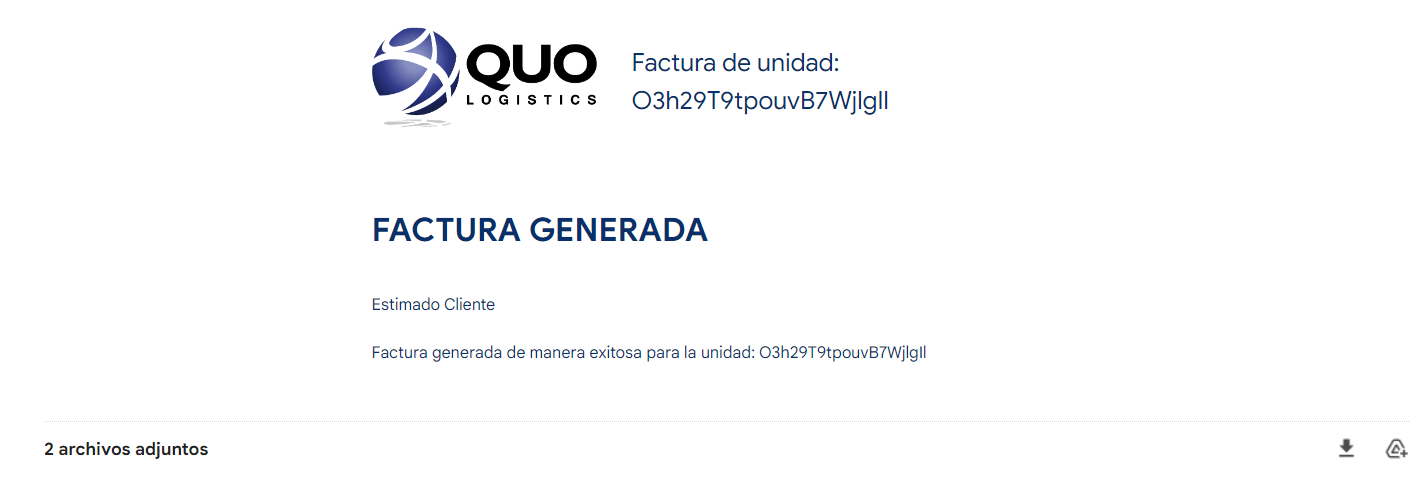 QUO
LOGISTICS
Factura de unidad:
O3h29T9tpouvB7WjlgIl
FACTURA GENERADA
Estimado Cliente
Factura generada de manera exitosa para la unidad: O3h29T9tpouvB7WjlgIl
2 archivos adjuntos